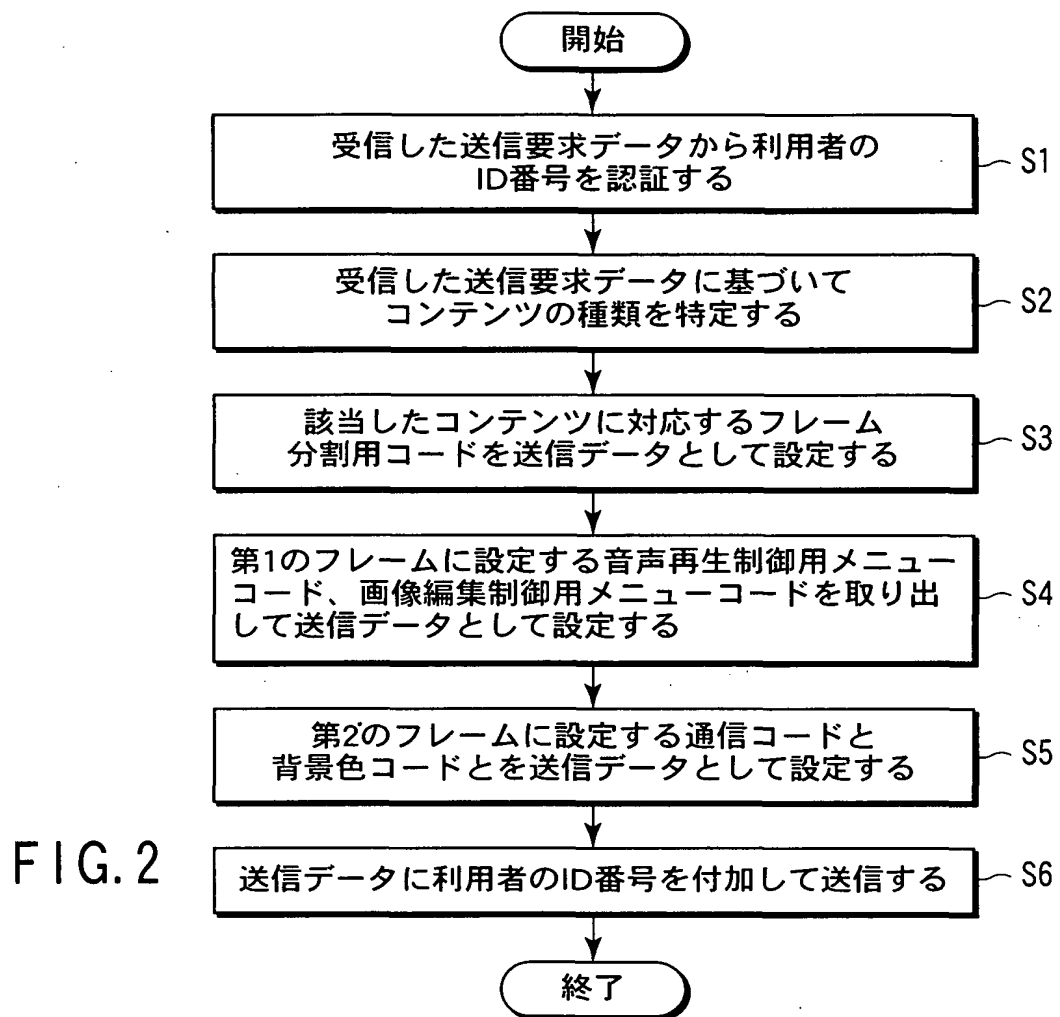 開始
受信した送信要求データから利用者の
ID番号を認証する
S1
受信した送信要求データに基づいて
コンテンツの種類を特定する
S2
該当したコンテンツに対応するフレーム
分割用コードを送信データとして設定する
S3
第1のフレームに設定する音声再生制御用メニュー
コード、画像編集制御用メニューコードを取り出
して送信データとして設定する
S4
第2のフレームに設定する通信コードと
背景色コードとを送信データとして設定する
S5
送信データに利用者のID番号を付加して送信する
S6
終了
FIG.2